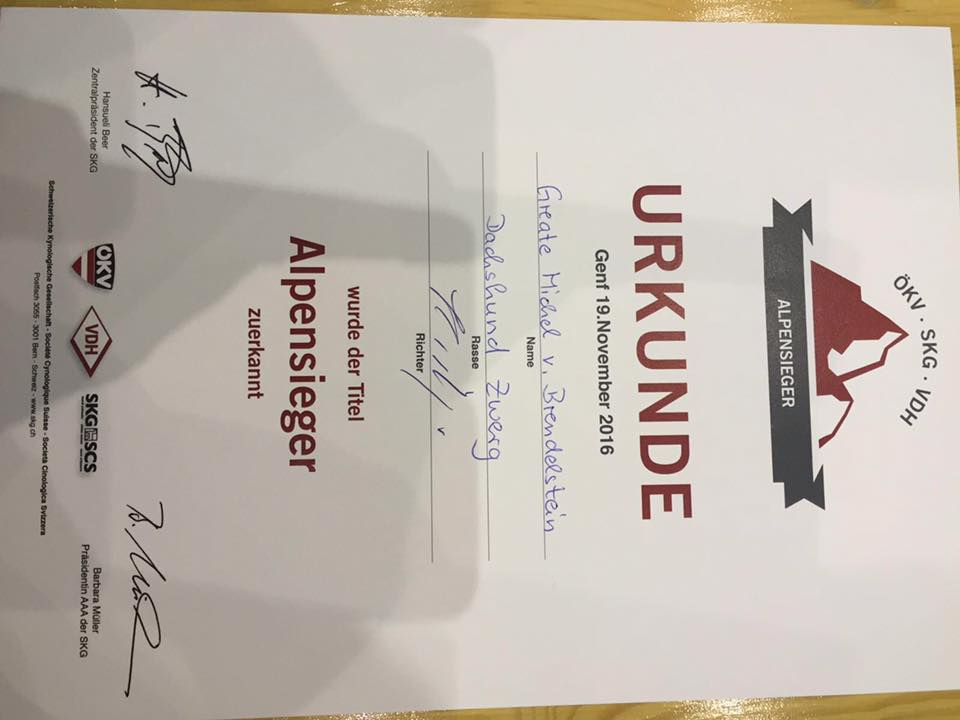 ÖKV · SKG · VDH
ALPENSIEGER
URKUNDE
Genf 19.November 2016
Greate Michel v. Brendelstein
Name
Dachshund Zwerg
Rasse
Richter
wurde der Titel
Alpensieger
zuerkannt
Hansueli Beer
Zentralpräsident der SKG
Barbara Müller
Präsidentin AAA der SKG
ÖKV
VDH
SKG SCS
Schweizerische Kynologische Gesellschaft - Société Cynologique Suisse - Società Cinologica Svizzera
Postfach 3055 - 3001 Bern - Schweiz - www.skg.ch